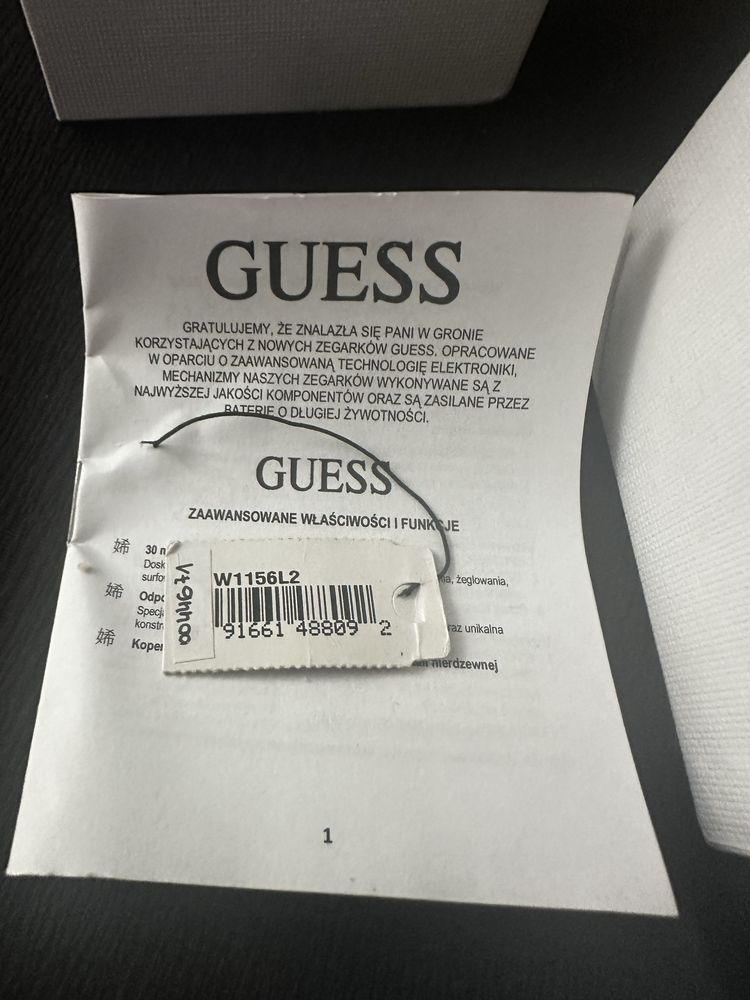 GUESS
GRATULUJEMY, ŻE ZNALAZŁA SIĘ PANI W GRONIE
KORZYSTAJĄCYCH Z NOWYCH ZEGARKÓW GUESS. OPRACOWANE
W OPARCIU O ZAAWANSOWANĄ TECHNOLOGIĘ ELEKTRONIKI,
MECHANIZMY NASZYCH ZEGARKÓW WYKONYWANE SĄ Z
NAJWYŻSZEJ JAKOŚCI KOMPONENTÓW ORAZ SĄ ZASILANE PRZEZ
BATERIE O DŁUGIEJ ŻYWOTNOŚCI.
GUESS
ZAAWANSOWANE WŁAŚCIWOŚCI I FUNKCJE
30
żeglowania,
unikalna
nierdzewnej
W1156L2
91661 48809 2
1